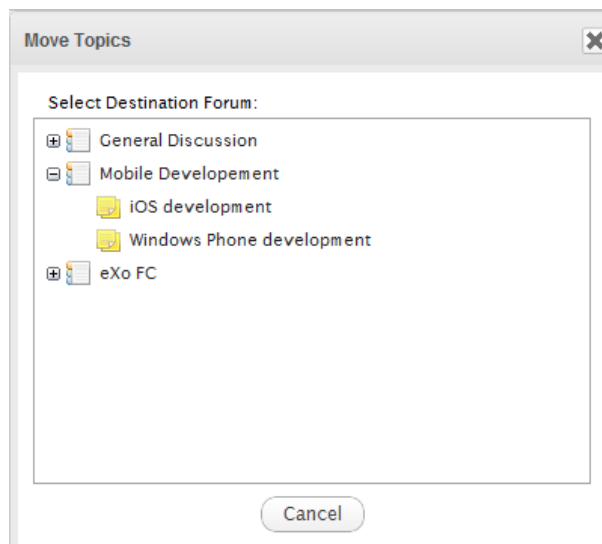 Move Topics
Select Destination Forum:
General Discussion
Mobile Developement
iOS development
Windows Phone development
eXo FC
Cancel